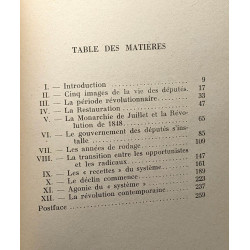 TABLE DES MATIÈRES
I. — Introduction 9
II. — Cinq images de la vie des députés. 17
III. — La période révolutionnaire 33
IV. — La Restauration 47
V. — La Monarchie de Juillet et la Révo-
lution de 1848. 65
VI. — Le gouvernement des députés s'ins-
talle 85
VII. — Les années de rodage 109
VIII. — La transition entre les opportunistes
et les radicaux 147
IX. — Les « recettes » du système 161
X. — Le déclin commence 189
XI. — Agonie du « système » 223
XII. — La révolution contemporaine 237
Postface 259